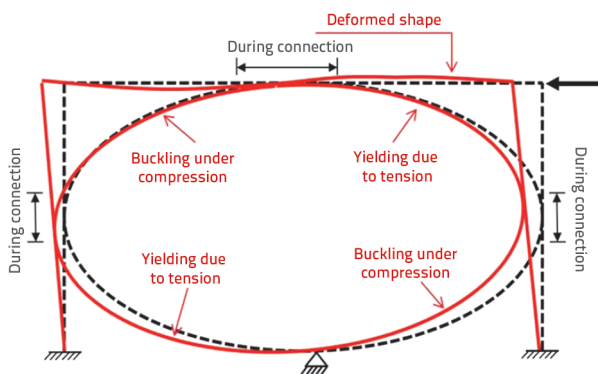 Deformed shape
During connection
Buckling under
compression
Yielding due
to tension
During connection
During connection
Yielding due
to tension
Buckling under
compression